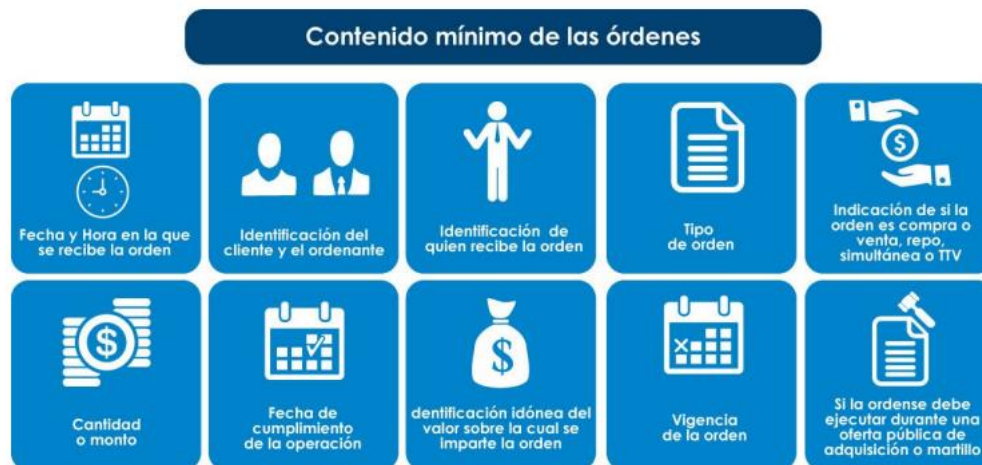 Contenido mínimo de las órdenes
Fecha y Hora en la que
se recibe la orden
Identificación del
cliente y el ordenante
Identificación de
quien recibe la orden
Tipo
de orden
Indicación de si la
orden es compra o
venta, repo,
simultánea o TTV
Cantidad
o monto
Fecha de
cumplimiento
de la operación
dentificación idónea del
valor sobre la cual se
imparte la orden
Vigencia
de la orden
Si la ordense debe
ejecutar durante una
oferta pública de
adquisición o martillo